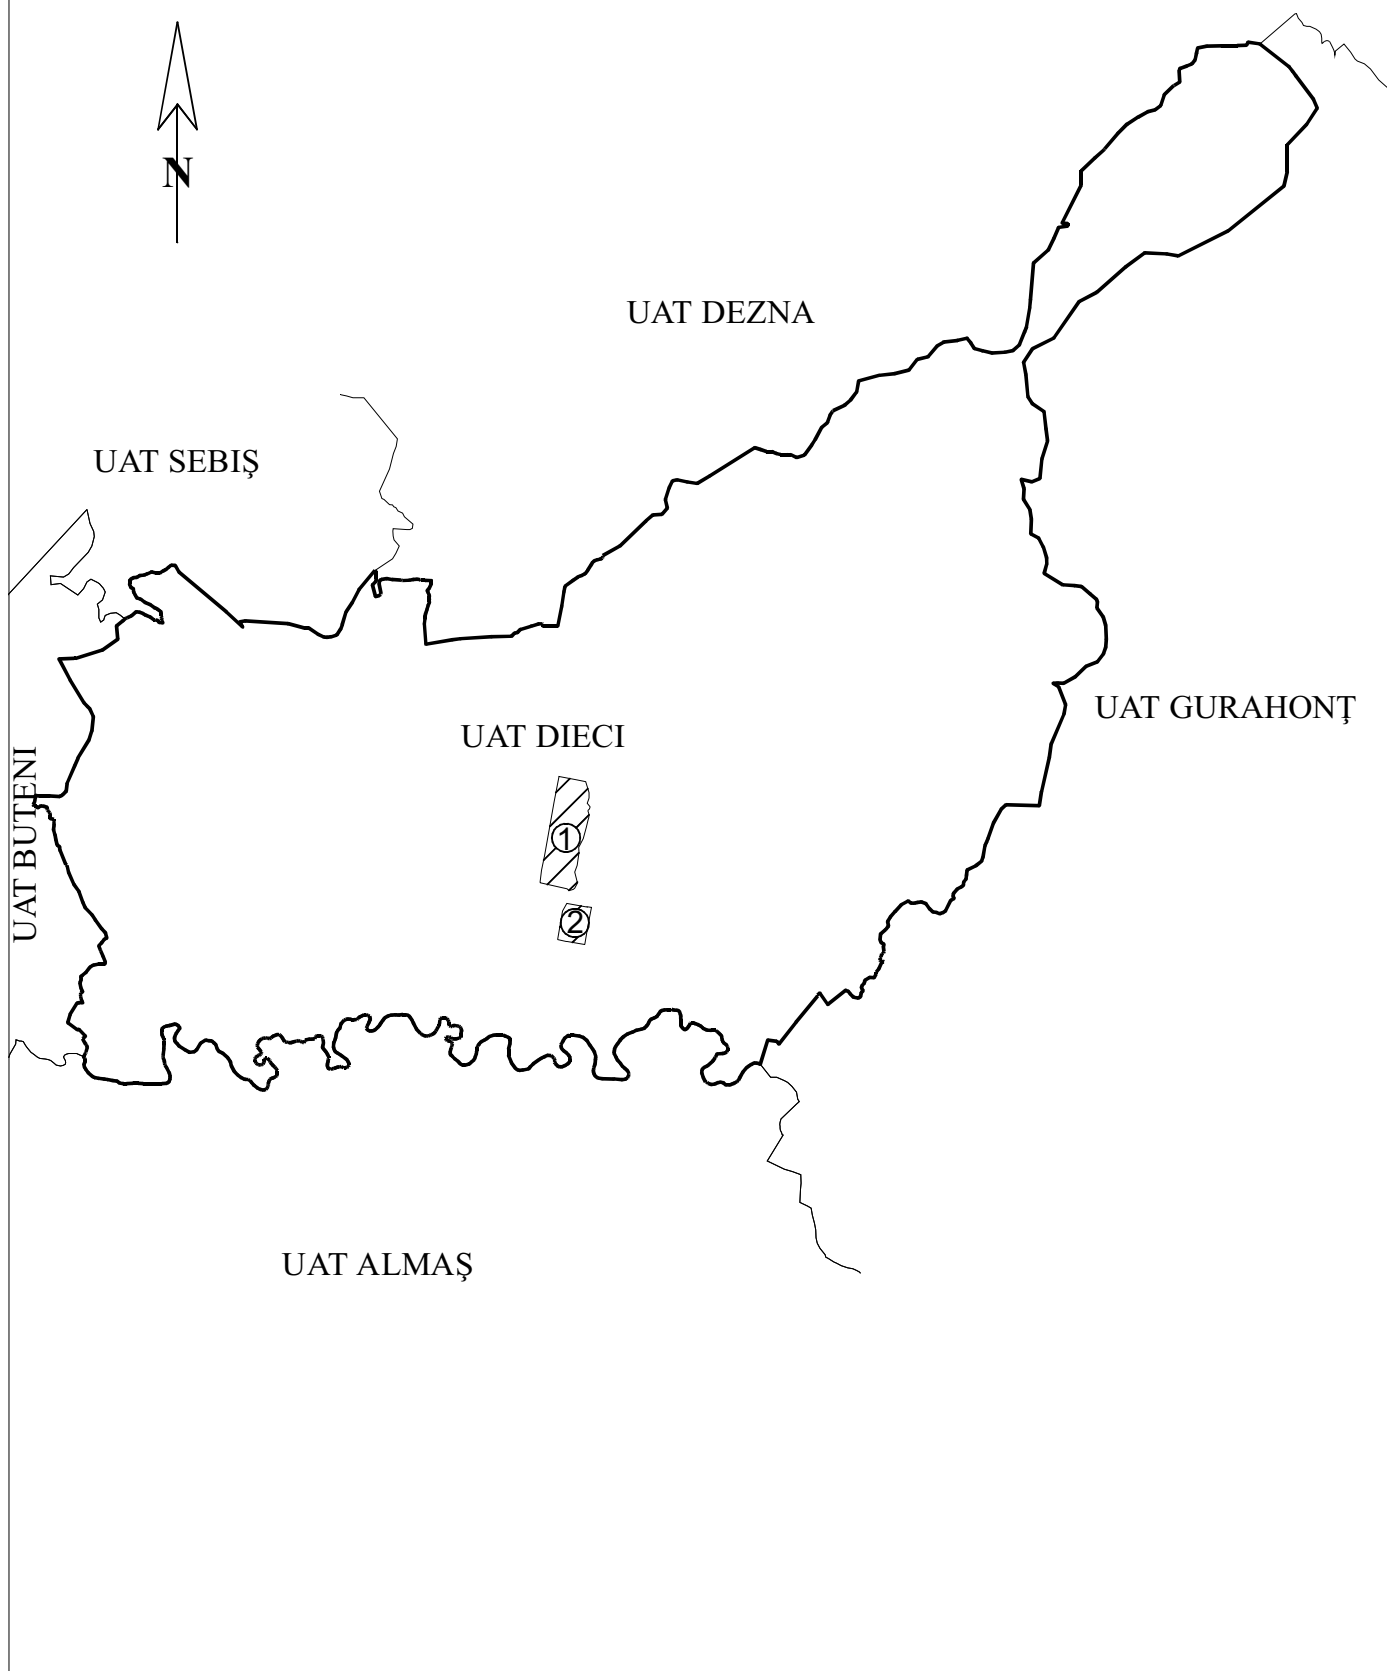 N
UAT DEZNA
UAT SEBIŞ
UAT GURAHONŢ
UAT DIECI
UAT BUTENI
1
2
UAT ALMAŞ